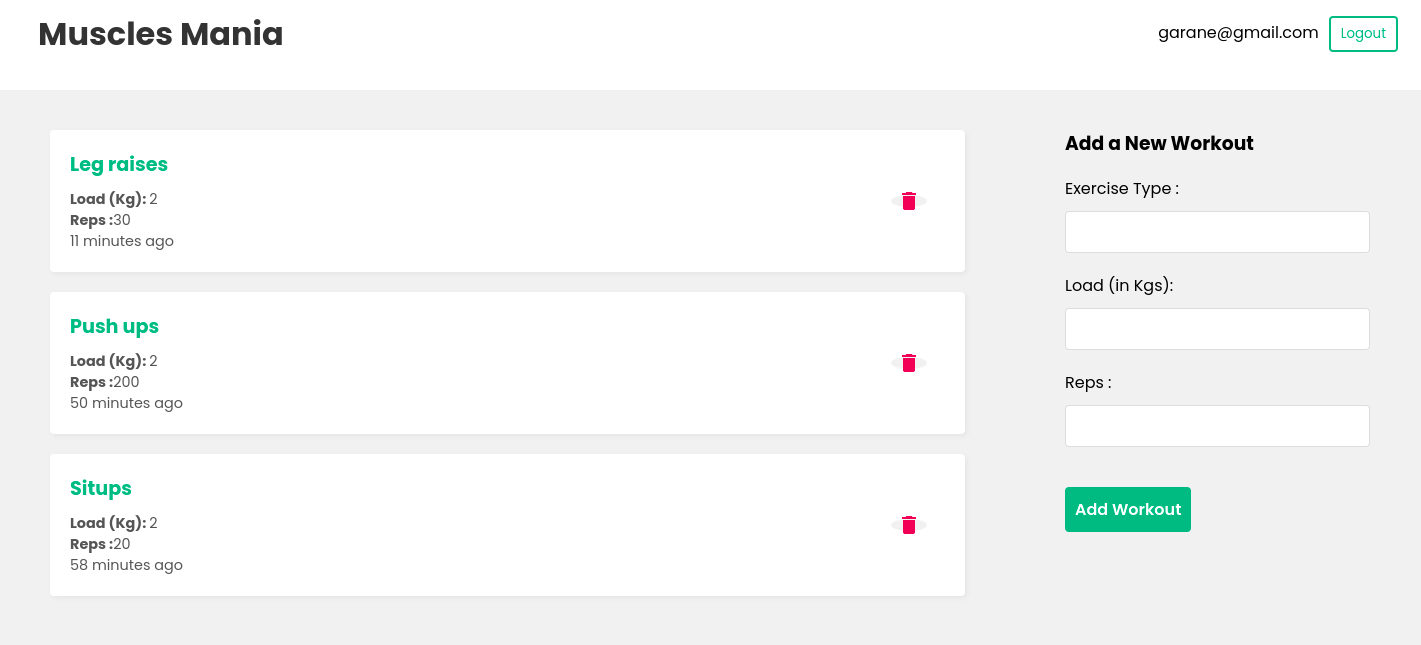 Muscles Mania
garane@gmail.com
Logout
Leg raises
Load (Kg): 2
Reps :30
11 minutes ago
Push ups
Load (Kg): 2
Reps :200
50 minutes ago
Situps
Load (Kg): 2
Reps :20
58 minutes ago
Add a New Workout
Exercise Type :
Load (in Kgs):
Reps :
Add Workout